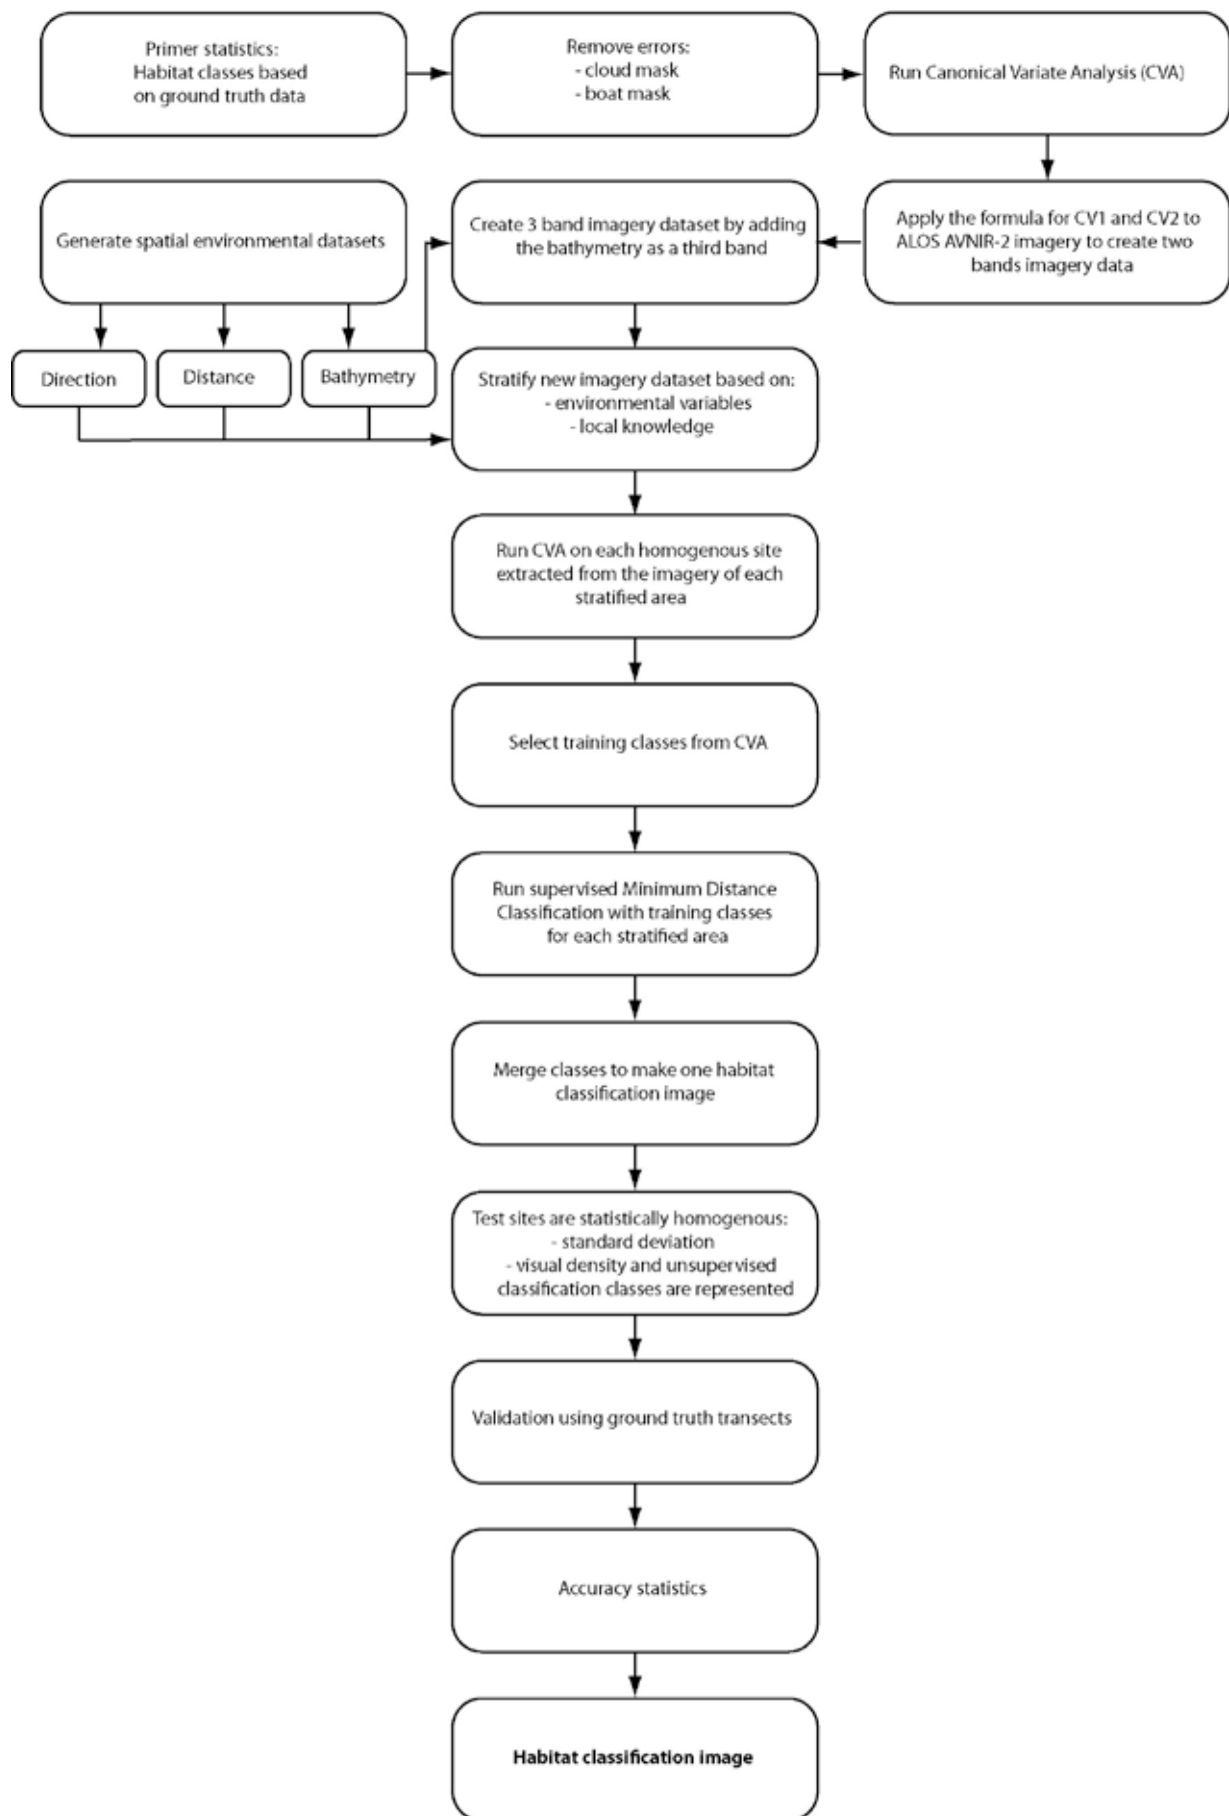 Primer statistics:
Habitat classes based
on ground truth data
Remove errors:
- cloud mask
- boat mask
Run Canonical Variate Analysis (CVA)
Generate spatial environmental datasets
Create 3 band imagery dataset by adding
the bathymetry as a third band
Apply the formula for CV1 and CV2 to
ALOS AVNIR-2 imagery to create two
bands imagery data
Direction
Distance
Bathymetry
Stratify new imagery dataset based on:
- environmental variables
- local knowledge
Run CVA on each homogenous site
extracted from the imagery of each
stratified area
Select training classes from CVA
Run supervised Minimum Distance
Classification with training classes
for each stratified area
Merge classes to make one habitat
classification image
Test sites are statistically homogenous:
- standard deviation
- visual density and unsupervised
classification classes are represented
Validation using ground truth transects
Accuracy statistics
Habitat classification image